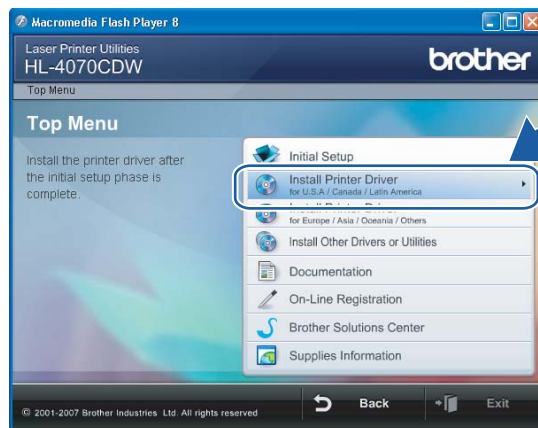 Macromedia Flash Player 8
Laser Printer Utilities
HL-4070CDW
brother
Top Menu
Top Menu
Install the printer driver after
the initial setup phase is
complete.
Initial Setup
Install Printer Driver
for U.S.A / Canada / Latin America
for Europe / Asia / Oceania / Others
Install Other Drivers or Utilities
Documentation
On-Line Registration
Brother Solutions Center
Supplies Information
© 2001-2007 Brother Industries Ltd. All rights reserved
Back
Exit